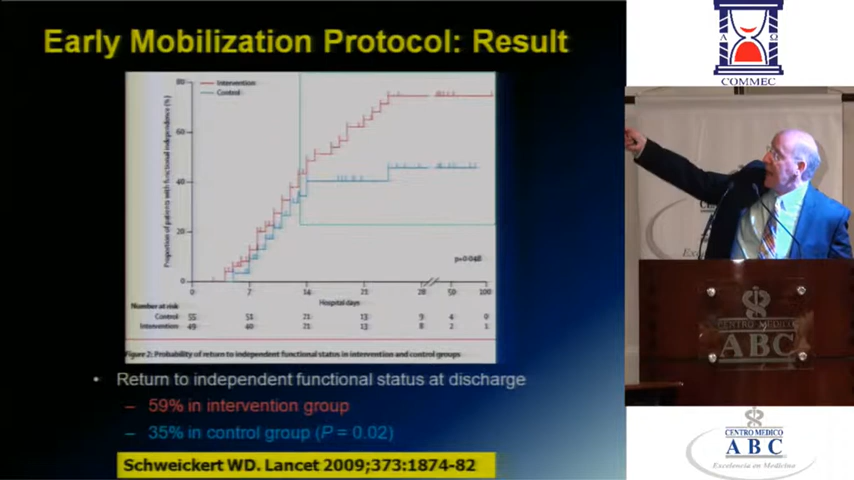 Early Mobilization Protocol: Result
Intervention
Control
Proportion of patients with functional independence (%)
80
60
40
20
0
p=0·048
0 7 14 21 28 50 100
Hospital days
Number at risk
Control 55 51 21 13 9 4 0
Intervention 49 40 21 13 8 2 1
Figure 2: Probability of return to independent functional status in intervention and control groups
• Return to independent functional status at discharge
– 59% in intervention group
– 35% in control group (P = 0.02)
Schweickert WD. Lancet 2009;373:1874-82
A Ω
COMMEC
CENTRO MEDICO
ABC
CENTRO MEDICO
ABC
Excelencia en Medicina